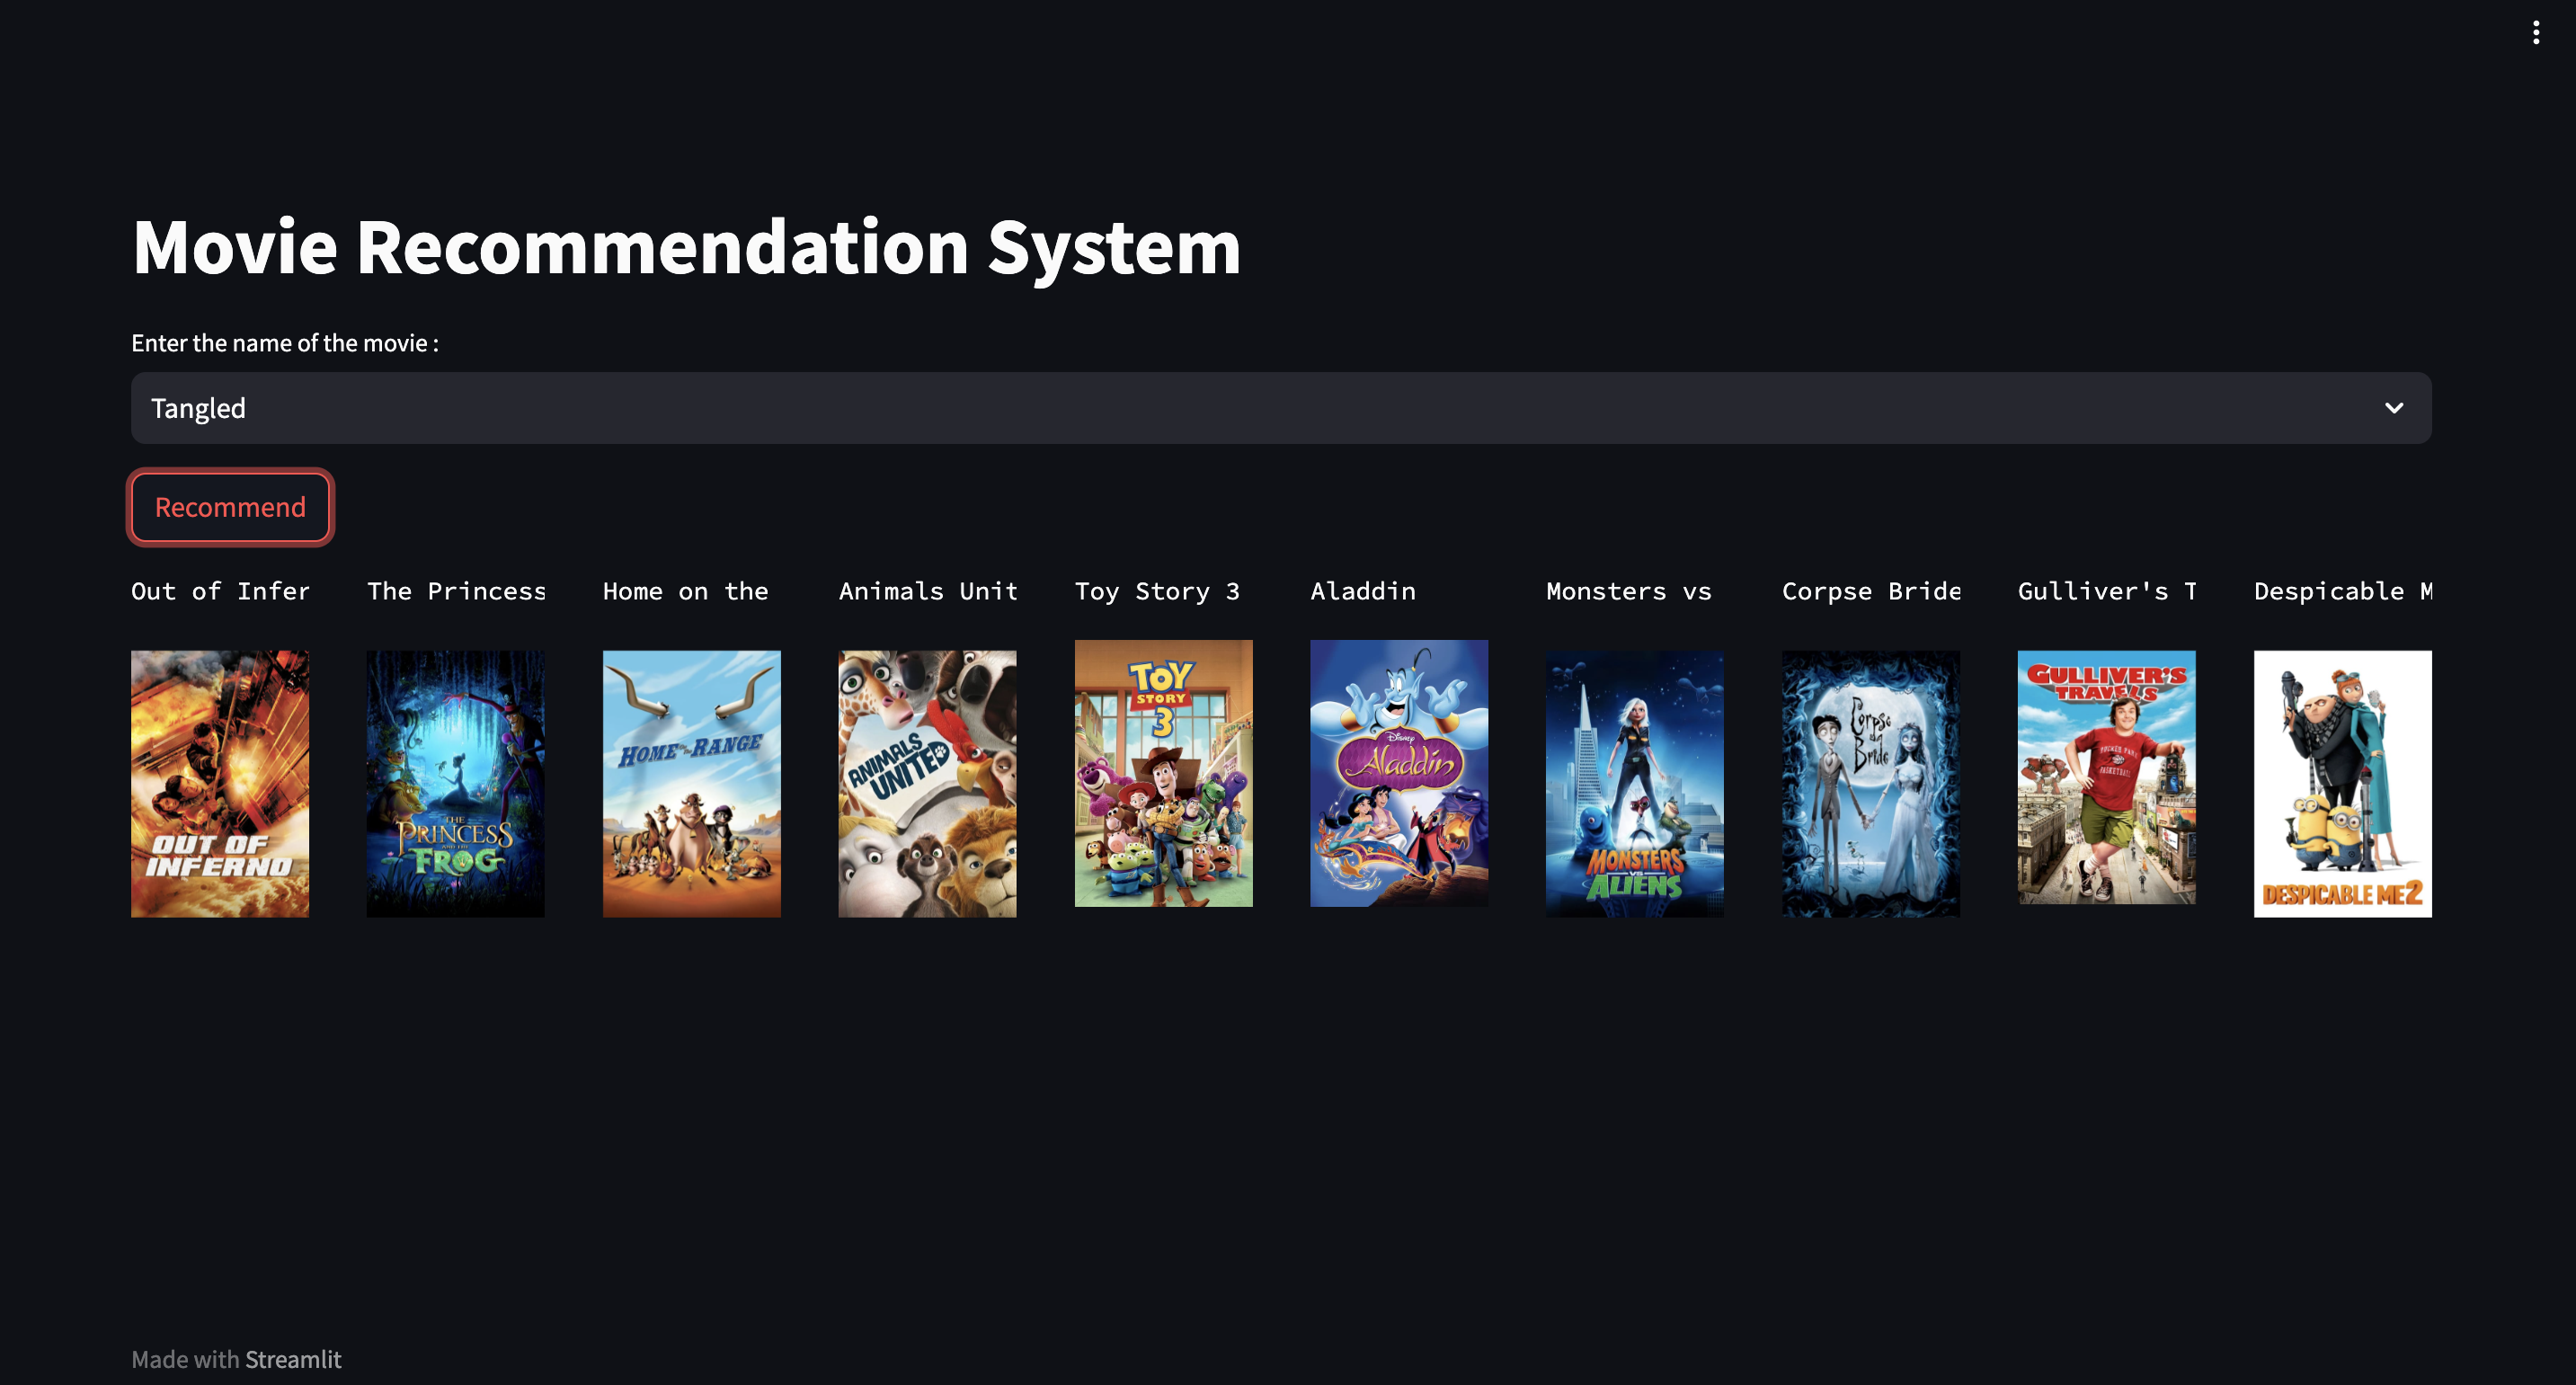 Movie Recommendation System
Enter the name of the movie :
Tangled
Recommend
Out of Infer
The Princess
Home on the
Animals Unit
Toy Story 3
Aladdin
Monsters vs
Corpse Bride
Gulliver's T
Despicable M
OUT OF
INFERNO
THE
PRINCESS
AND THE
FROG
HOME ON THE RANGE
ANIMALS
UNITED
TOY
STORY
3
Disney
Aladdin
MONSTERS
VS
ALIENS
Corpse
Bride
GULLIVER'S
TRAVELS
DESPICABLE ME 2
Made with Streamlit